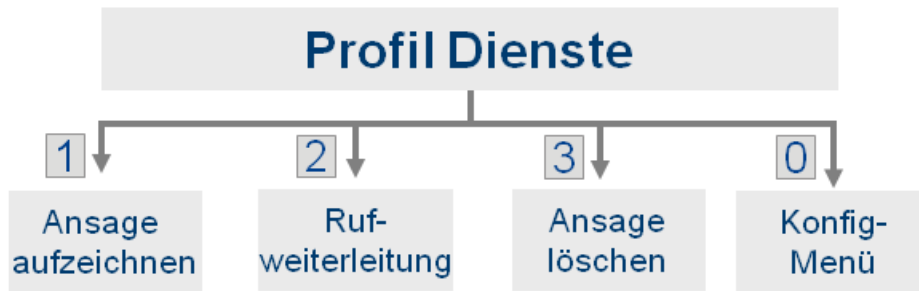 Profil Dienste
1
2
3
0
Ansage
aufzeichnen
Ruf-
weiterleitung
Ansage
löschen
Konfig-
Menü